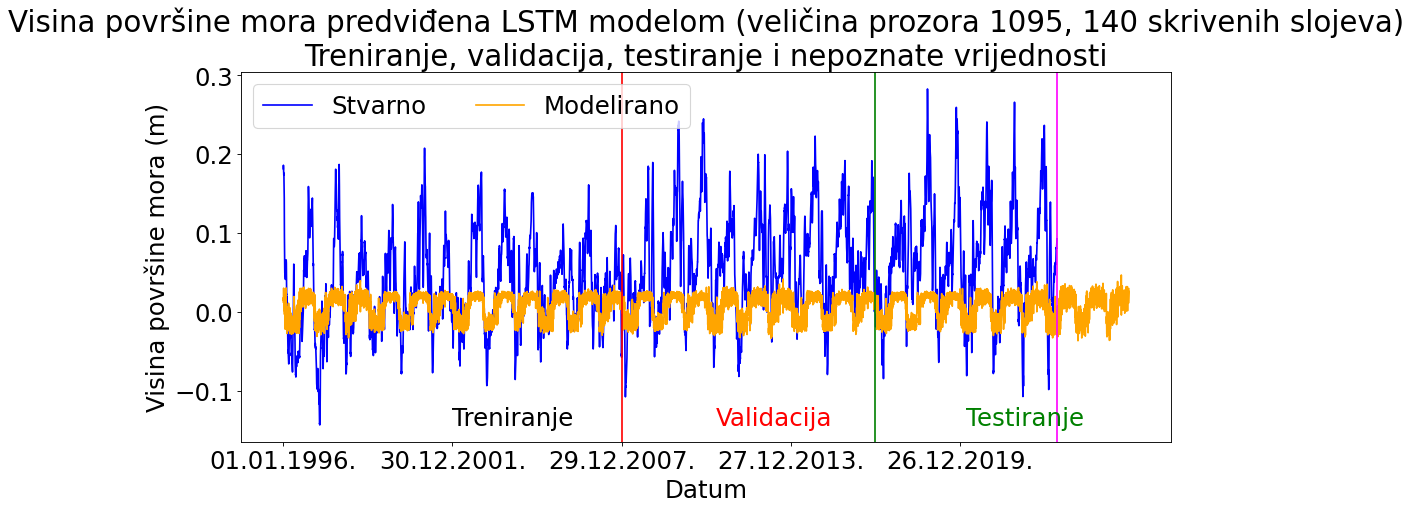 Visina površine mora predviđena LSTM modelom (veličina prozora 1095, 140 skrivenih slojeva)
Treniranje, validacija, testiranje i nepoznate vrijednosti
Stvarno Modelirano
Visina površine mora (m)
0.3
0.2
0.1
0.0
−0.1
Treniranje Validacija Testiranje
01.01.1996. 30.12.2001. 29.12.2007. 27.12.2013. 26.12.2019.
Datum